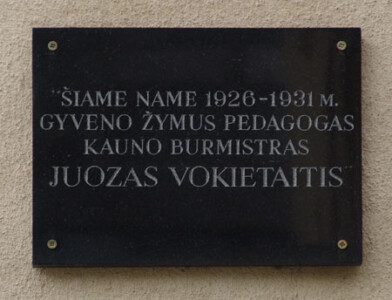 "ŠIAME NAME 1926-1931 M.
GYVENO ŽYMUS PEDAGOGAS
KAUNO BURMISTRAS
JUOZAS VOKIETAITIS"